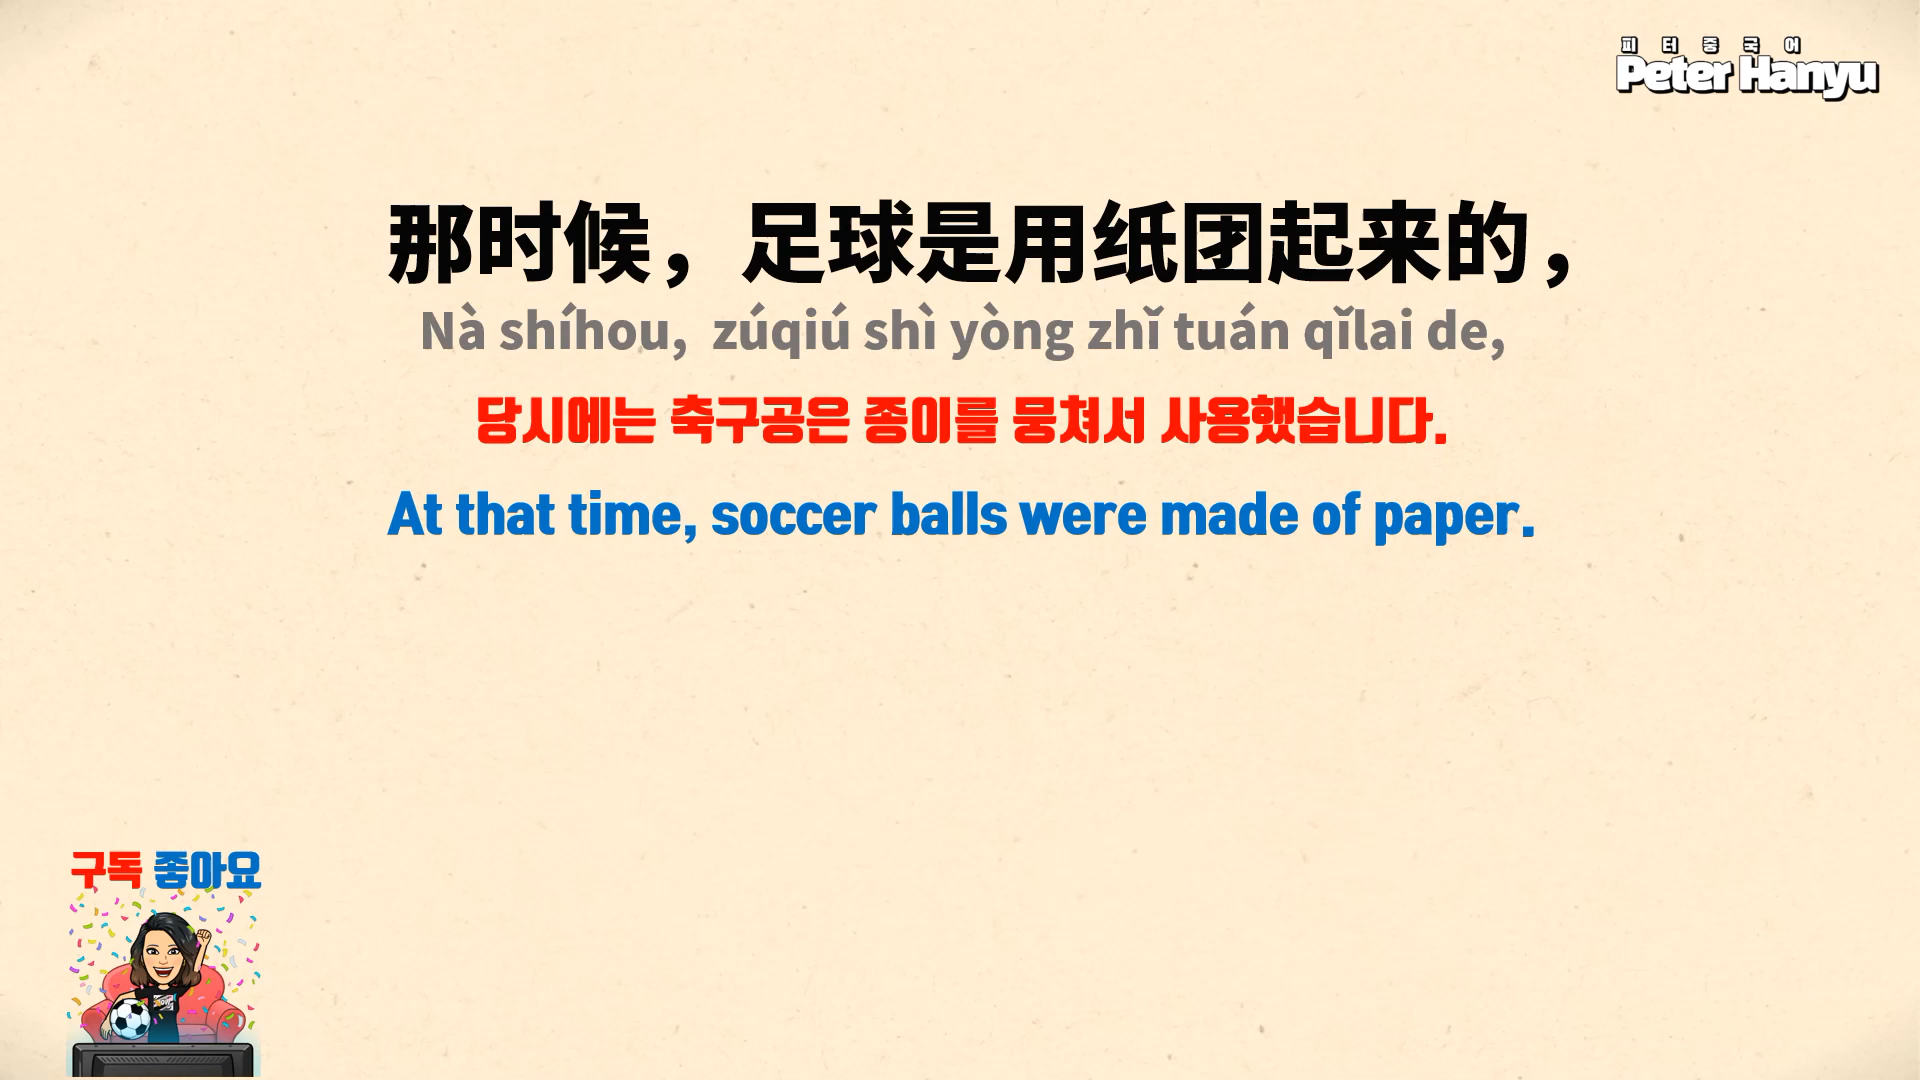 피터중국어
Peter Hanyu
那时候，足球是用纸团起来的，
Nà shíhou, zúqiú shì yòng zhǐ tuán qǐlai de,
당시에는 축구공은 종이를 뭉쳐서 사용했습니다.
At that time, soccer balls were made of paper.
구독 좋아요